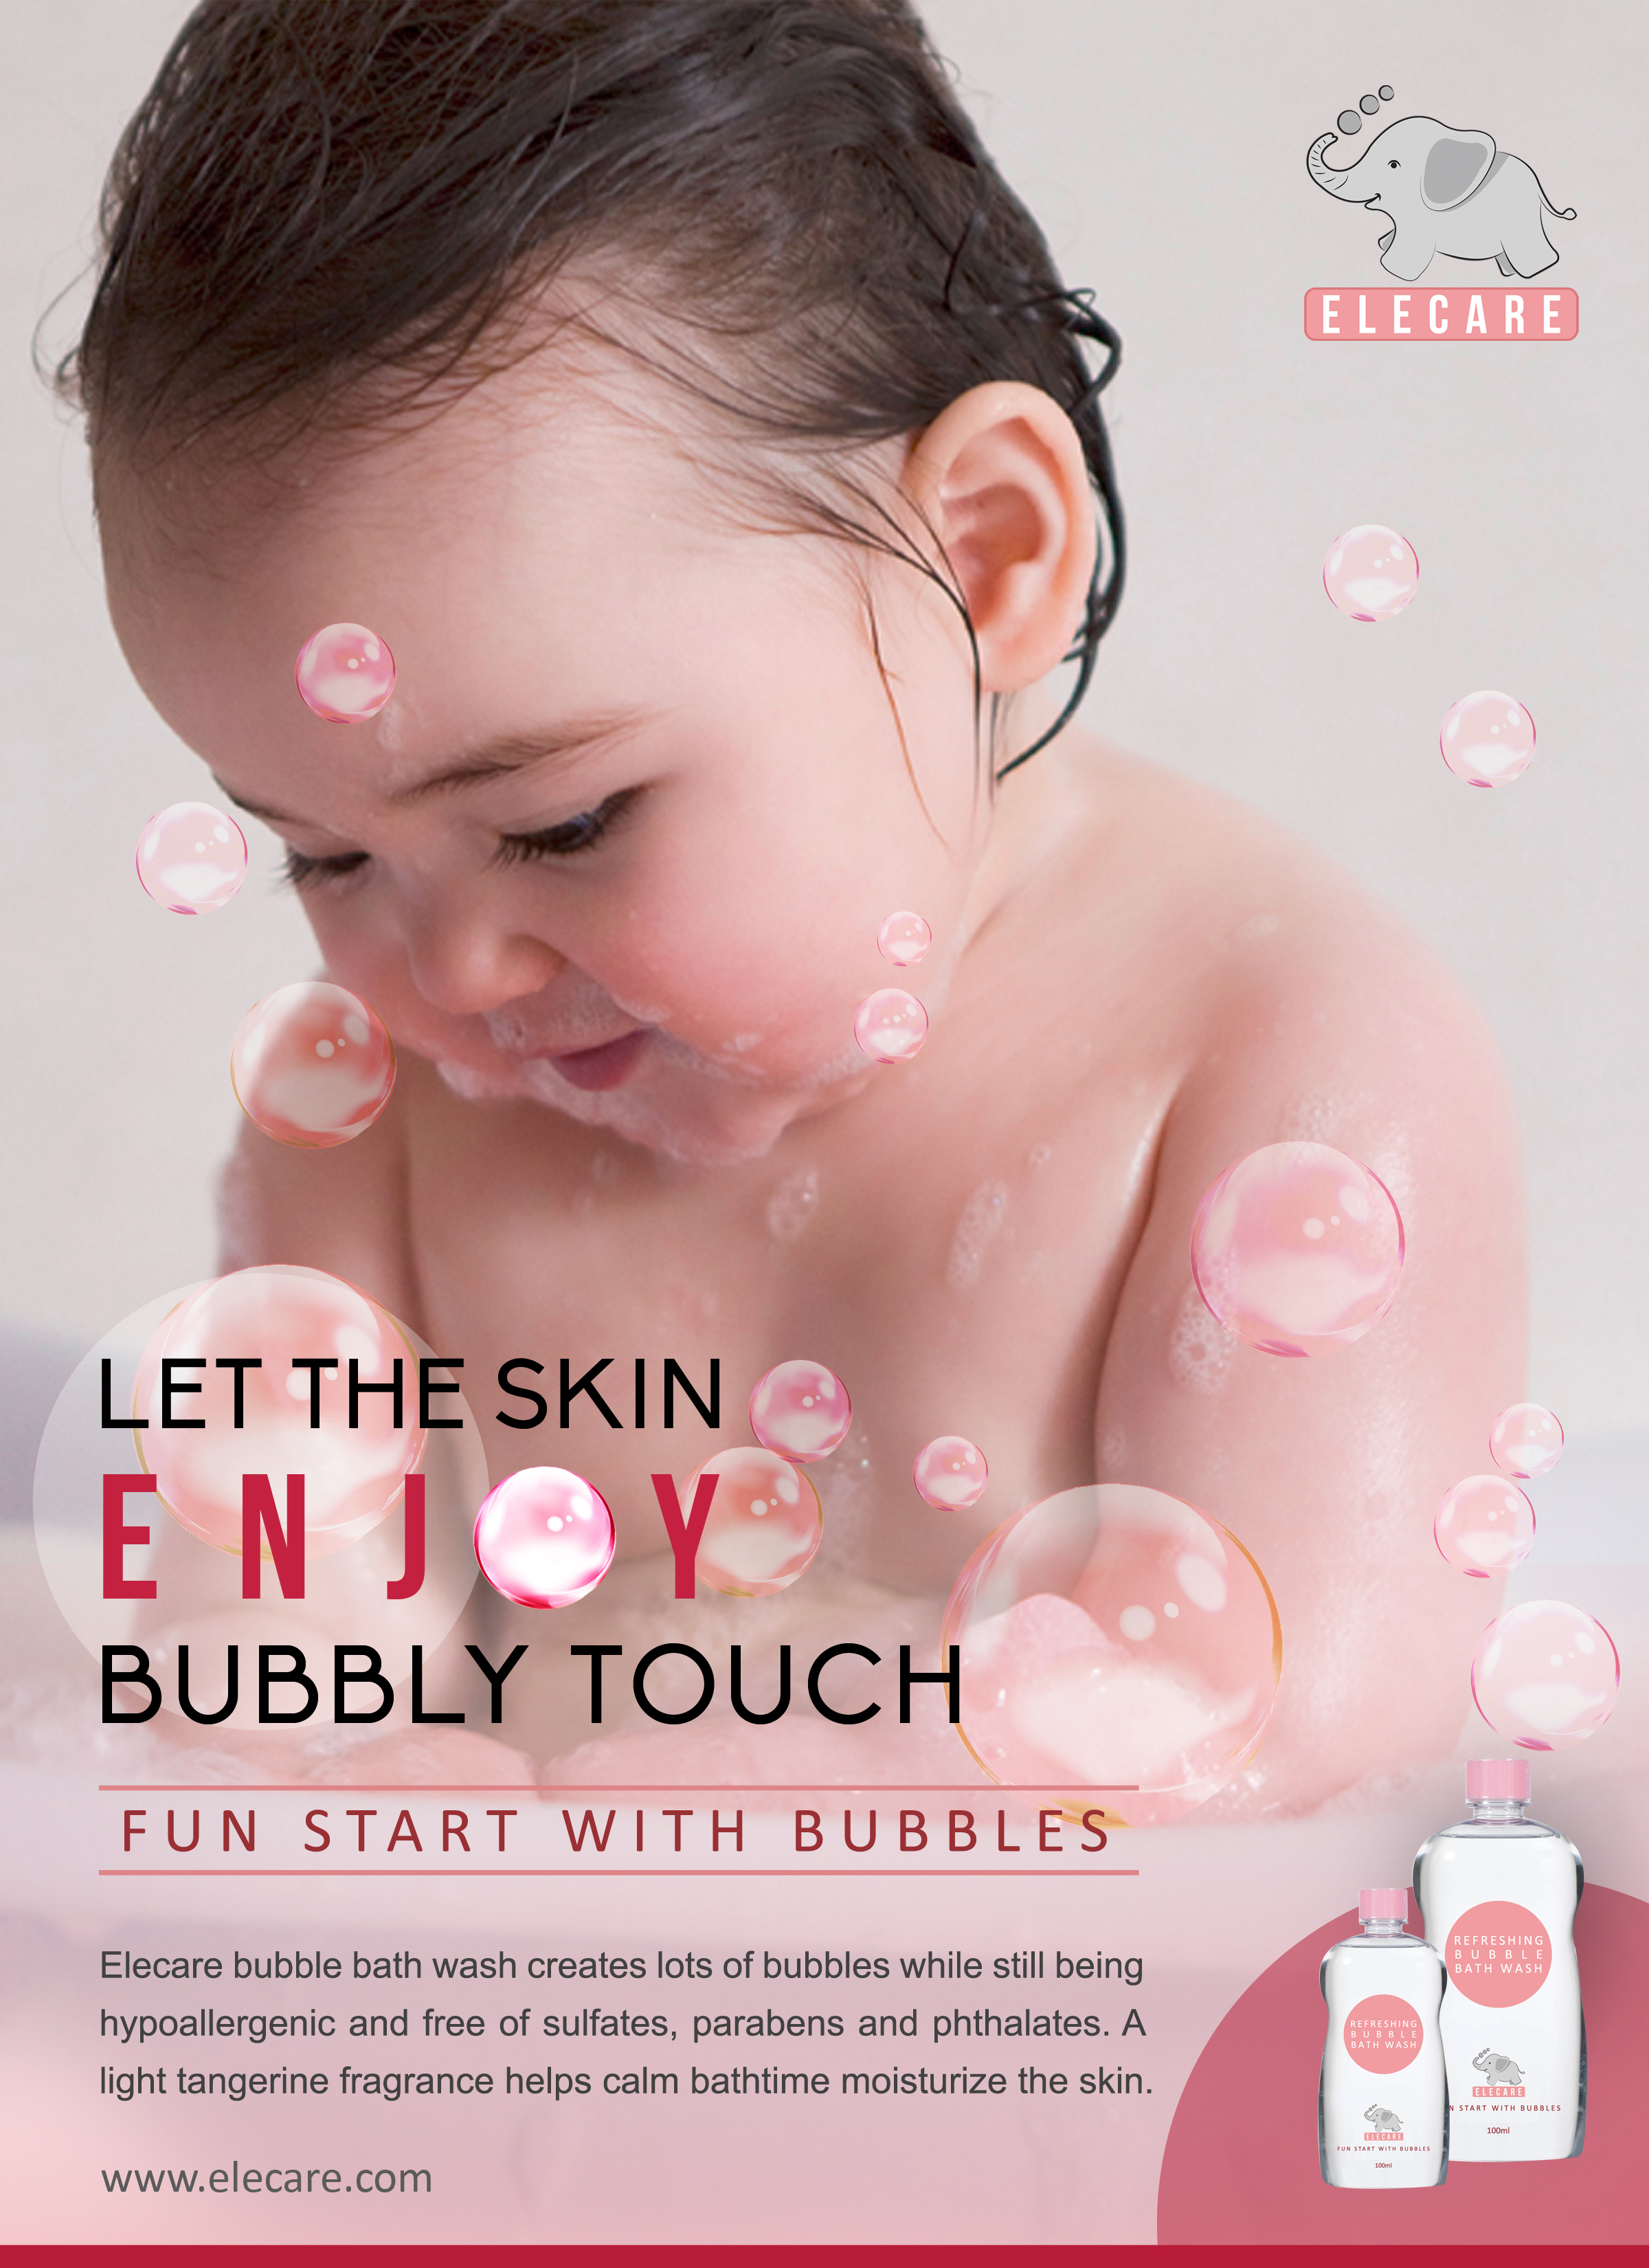 ELECARE
LET THE SKIN
ENJOY
BUBBLY TOUCH
FUN START WITH BUBBLES
Elecare bubble bath wash creates lots of bubbles while still being
hypoallergenic and free of sulfates, parabens and phthalates. A
light tangerine fragrance helps calm bathtime moisturize the skin.
www.elecare.com
REFRESHING
BUBBLE
BATH WASH
ELECARE
N START WITH BUBBLES
100ml
REFRESHING
BUBBLE
BATH WASH
ELECARE
FUN START WITH BUBBLES
100ml